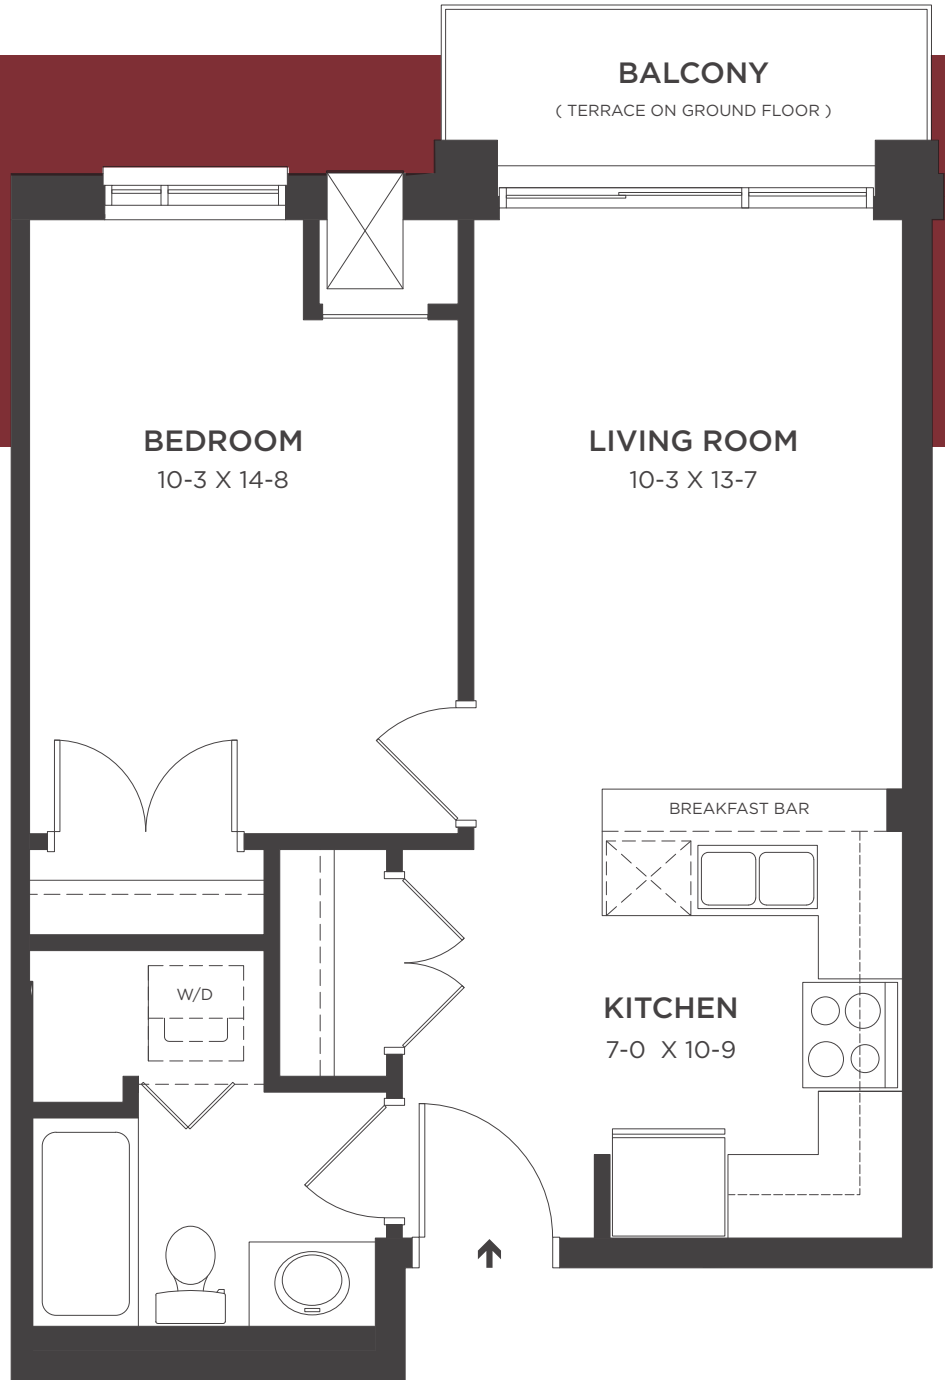 BALCONY
( TERRACE ON GROUND FLOOR )
BEDROOM
10-3 X 14-8
LIVING ROOM
10-3 X 13-7
BREAKFAST BAR
W/D
KITCHEN
7-0 X 10-9